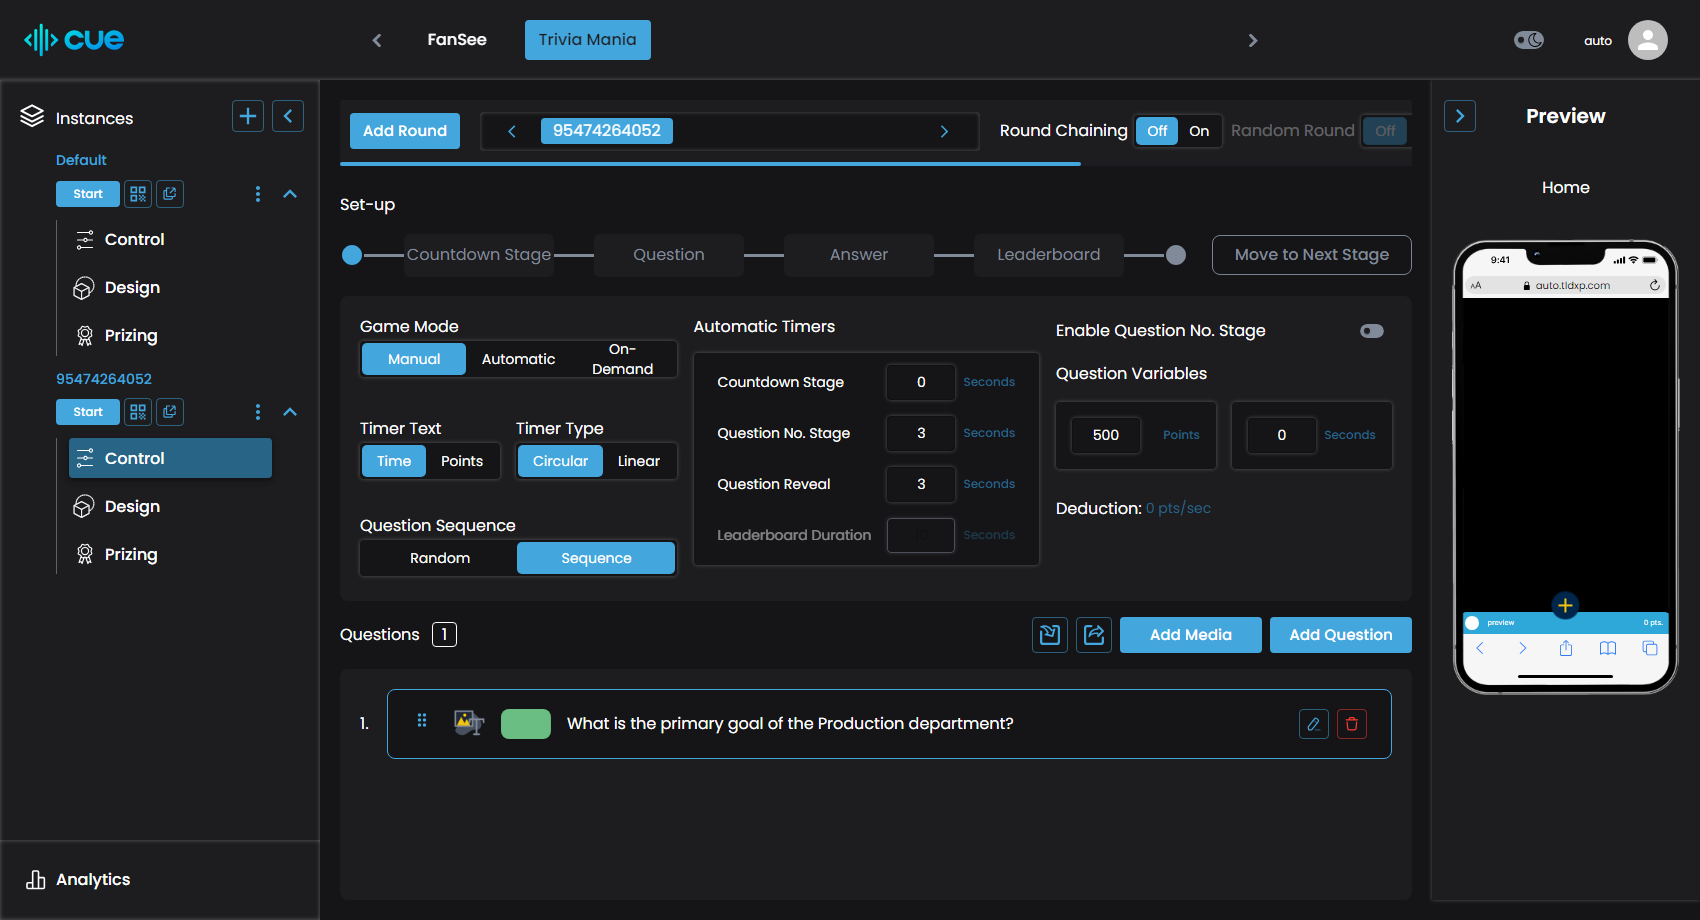 cue
FanSee
Trivia Mania
auto
Instances
Default
Start
Control
Design
Prizing
95474264052
Start
Control
Design
Prizing
Analytics
Add Round
95474264052
Round Chaining
Off
On
Random Round
Off
Set-up
Countdown Stage
Question
Answer
Leaderboard
Move to Next Stage
Game Mode
Manual
Automatic
On-
Demand
Timer Text
Time
Points
Timer Type
Circular
Linear
Question Sequence
Random
Sequence
Automatic Timers
Countdown Stage
0
Seconds
Question No. Stage
3
Seconds
Question Reveal
3
Seconds
Leaderboard Duration
Seconds
Enable Question No. Stage
Question Variables
500
Points
0
Seconds
Deduction: 0 pts/sec
Questions
1
Add Media
Add Question
1.
What is the primary goal of the Production department?
Preview
Home
9:41
AA
auto.tldxp.com
preview
0 pts.